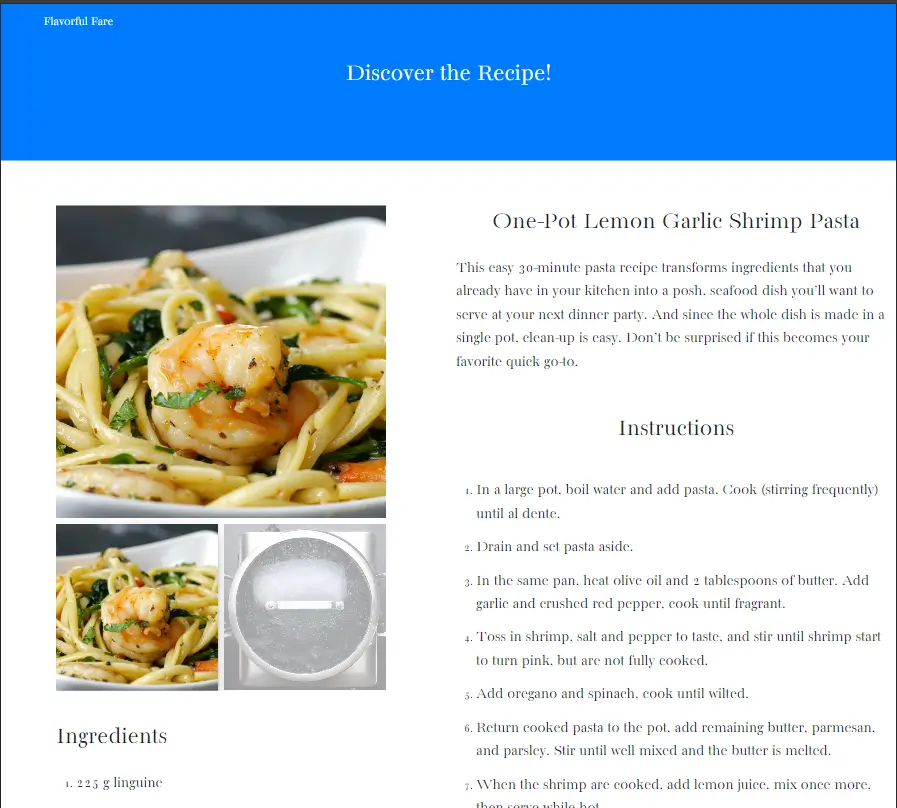 Flavorful Fare
Discover the Recipe!
One-Pot Lemon Garlic Shrimp Pasta
This easy 30-minute pasta recipe transforms ingredients that you
already have in your kitchen into a posh, seafood dish you'll want to
serve at your next dinner party. And since the whole dish is made in a
single pot, clean-up is easy. Don't be surprised if this becomes your
favorite quick go-to.
Instructions
1. In a large pot, boil water and add pasta. Cook (stirring frequently)
until al dente.
2. Drain and set pasta aside.
3. In the same pan, heat olive oil and 2 tablespoons of butter. Add
garlic and crushed red pepper, cook until fragrant.
4. Toss in shrimp, salt and pepper to taste, and stir until shrimp start
to turn pink, but are not fully cooked.
5. Add oregano and spinach, cook until wilted.
6. Return cooked pasta to the pot, add remaining butter, parmesan,
and parsley. Stir until well mixed and the butter is melted.
7. When the shrimp are cooked, add lemon juice, mix once more,
then serve while hot
Ingredients
1. 225 g linguine